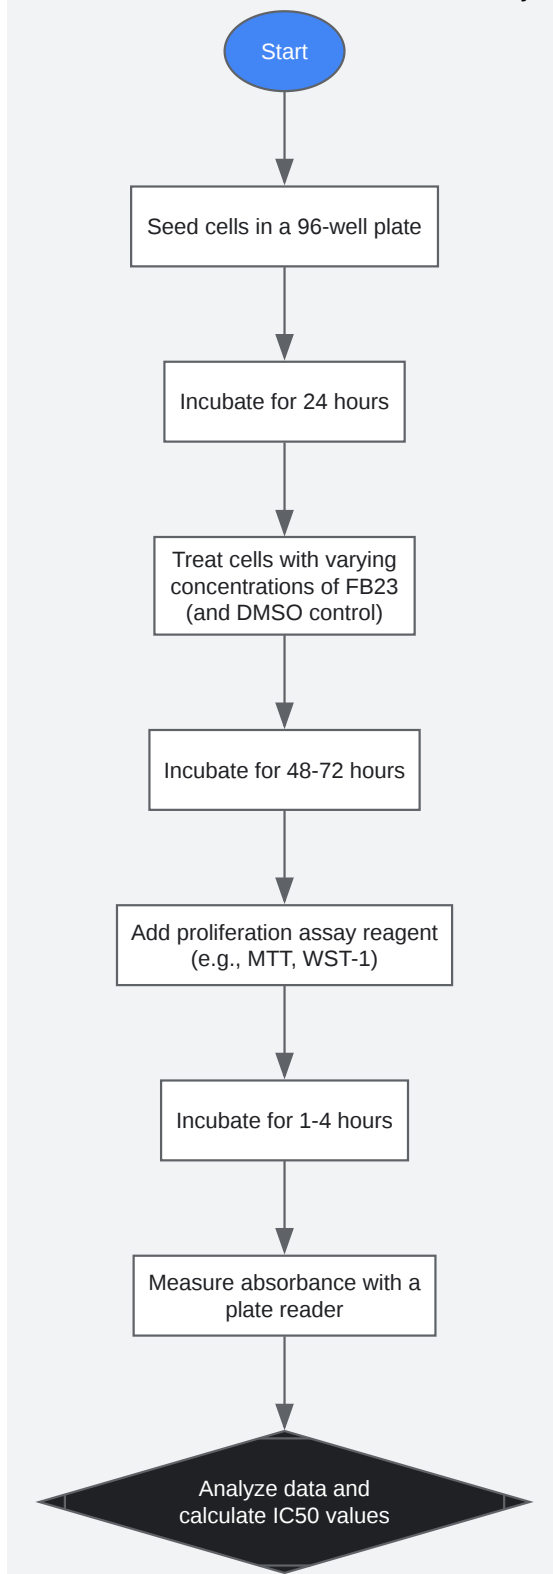 Start
Seed cells in a 96-well plate
Incubate for 24 hours
Treat cells with varying
concentrations of FB23
(and DMSO control)
Incubate for 48-72 hours
Add proliferation assay reagent
(e.g., MTT, WST-1)
Incubate for 1-4 hours
Measure absorbance with a
plate reader
Analyze data and
calculate IC50 values